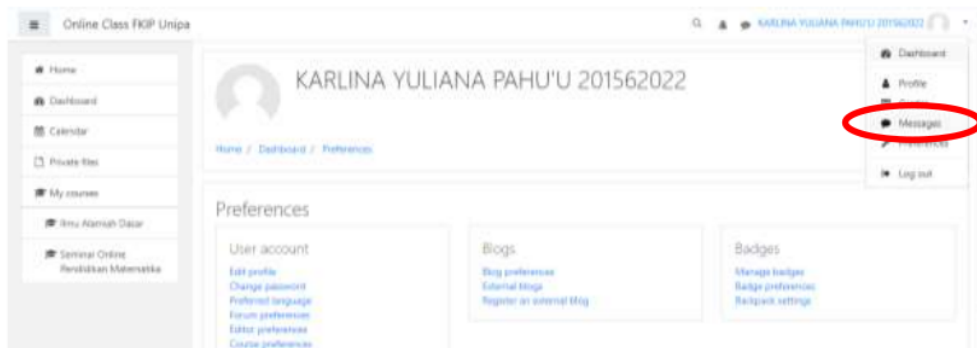 Online Class FKIP Unipa
KARLINA YULIANA PAHU'U 201562022
Home
Dashboard
Calendar
Private files
My courses
Ilmu Alamiah Dasar
Seminar Online
Pendidikan Matematika
KARLINA YULIANA PAHU'U 201562022
Home / Dashboard / Preferences
Dashboard
Profile
Messages
Preferences
Log out
Preferences
User account
Edit profile
Change password
Preferred language
Forum preferences
Editor preferences
Course preferences
Blogs
Blog preferences
External blogs
Register an external blog
Badges
Manage badges
Badge preferences
Backpack settings